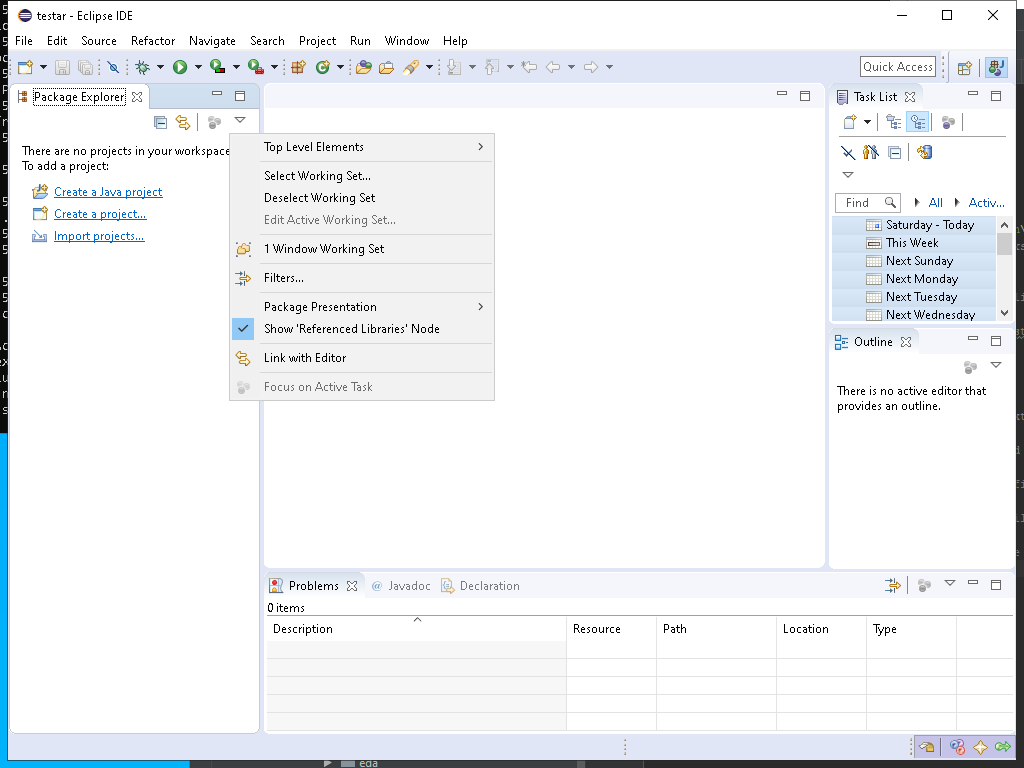 testar - Eclipse IDE
File Edit Source Refactor Navigate Search Project Run Window Help
Quick Access
Package Explorer
There are no projects in your workspace
To add a project:
Create a Java project
Create a project...
Import projects...
Top Level Elements
Select Working Set...
Deselect Working Set
Edit Active Working Set...
1 Window Working Set
Filters...
Package Presentation
Show 'Referenced Libraries' Node
Link with Editor
Focus on Active Task
Task List
Find All Activ...
Saturday - Today
This Week
Next Sunday
Next Monday
Next Tuesday
Next Wednesday
Outline
There is no active editor that
provides an outline.
Problems @ Javadoc Declaration
0 items
Description Resource Path Location Type
eda